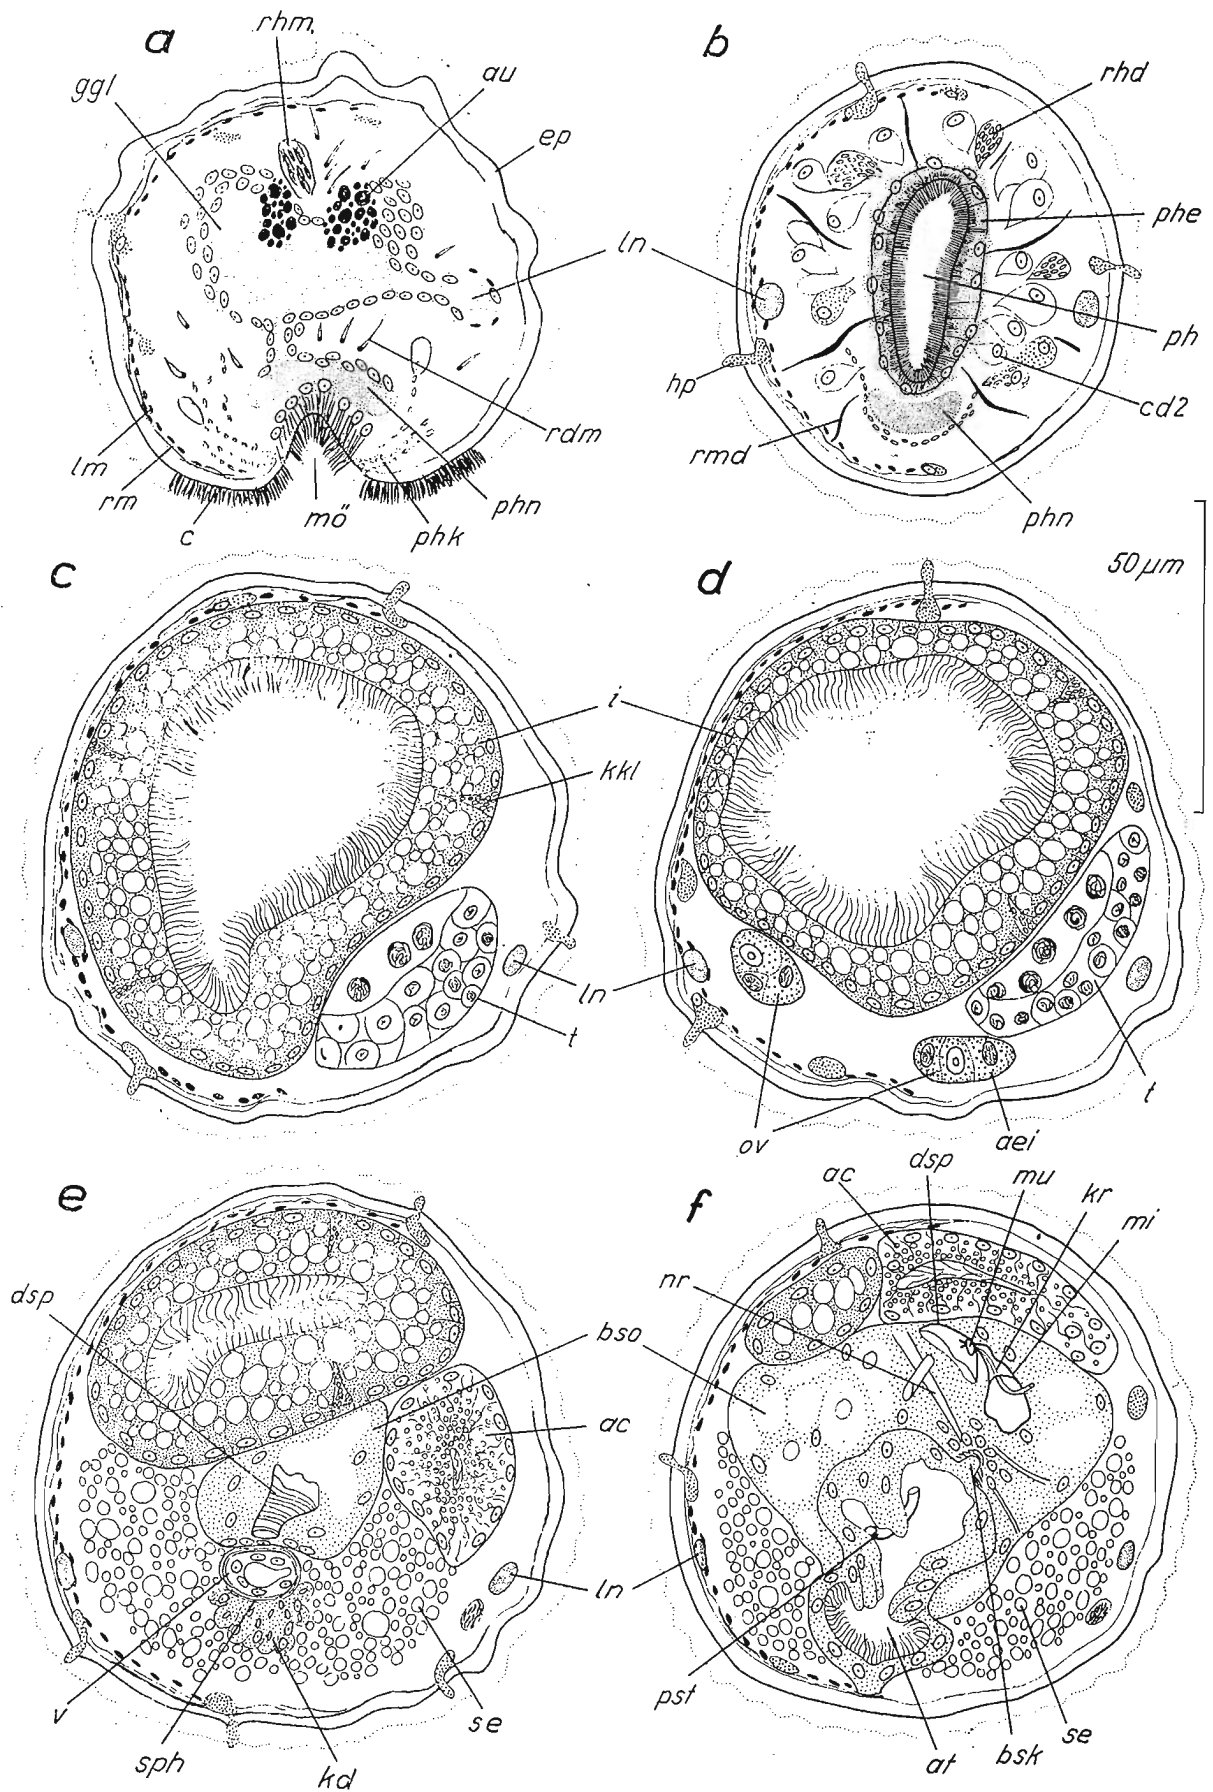 a
rhm
ggl
au
ep
ln
lm
rm
c
mö
phk
phn
rdm
b
rhd
phe
ph
cd2
hp
rmd
phn
50 µm
c
d
i
kkl
ln
t
ov
aei
t
e
dsp
bso
ac
ln
v
sph
kd
se
f
ac
dsp
mu
kr
mi
nr
pst
at
bsk
se